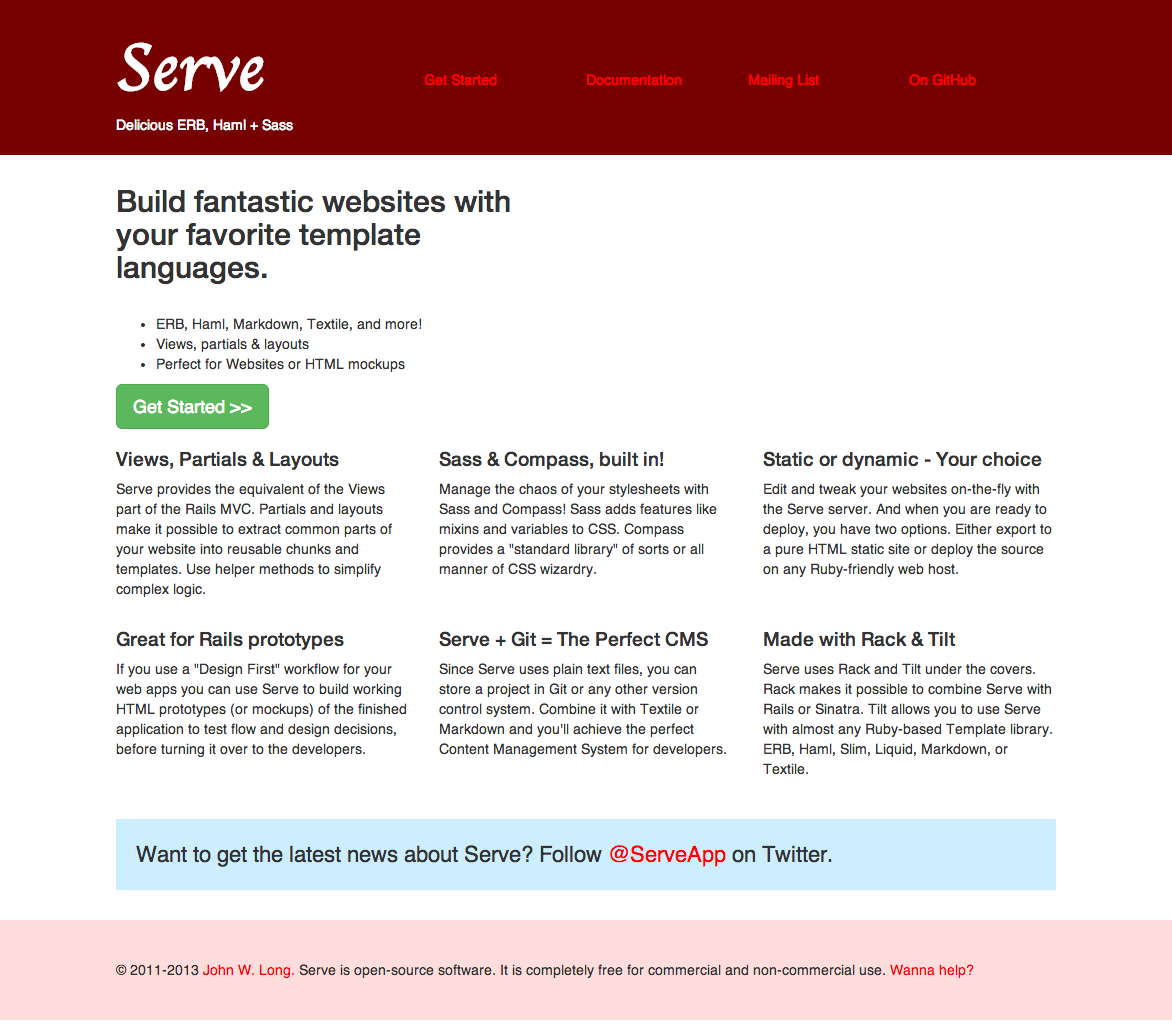 Serve
Get Started
Documentation
Mailing List
On GitHub
Delicious ERB, Haml + Sass
Build fantastic websites with
your favorite template
languages.
• ERB, Haml, Markdown, Textile, and more!
• Views, partials & layouts
• Perfect for Websites or HTML mockups
Get Started >>
Views, Partials & Layouts
Serve provides the equivalent of the Views
part of the Rails MVC. Partials and layouts
make it possible to extract common parts of
your website into reusable chunks and
templates. Use helper methods to simplify
complex logic.
Sass & Compass, built in!
Manage the chaos of your stylesheets with
Sass and Compass! Sass adds features like
mixins and variables to CSS. Compass
provides a "standard library" of sorts or all
manner of CSS wizardry.
Static or dynamic - Your choice
Edit and tweak your websites on-the-fly with
the Serve server. And when you are ready to
deploy, you have two options. Either export to
a pure HTML static site or deploy the source
on any Ruby-friendly web host.
Great for Rails prototypes
If you use a "Design First" workflow for your
web apps you can use Serve to build working
HTML prototypes (or mockups) of the finished
application to test flow and design decisions,
before turning it over to the developers.
Serve + Git = The Perfect CMS
Since Serve uses plain text files, you can
store a project in Git or any other version
control system. Combine it with Textile or
Markdown and you'll achieve the perfect
Content Management System for developers.
Made with Rack & Tilt
Serve uses Rack and Tilt under the covers.
Rack makes it possible to combine Serve with
Rails or Sinatra. Tilt allows you to use Serve
with almost any Ruby-based Template library.
ERB, Haml, Slim, Liquid, Markdown, or
Textile.
Want to get the latest news about Serve? Follow @ServeApp on Twitter.
© 2011-2013 John W. Long. Serve is open-source software. It is completely free for commercial and non-commercial use. Wanna help?